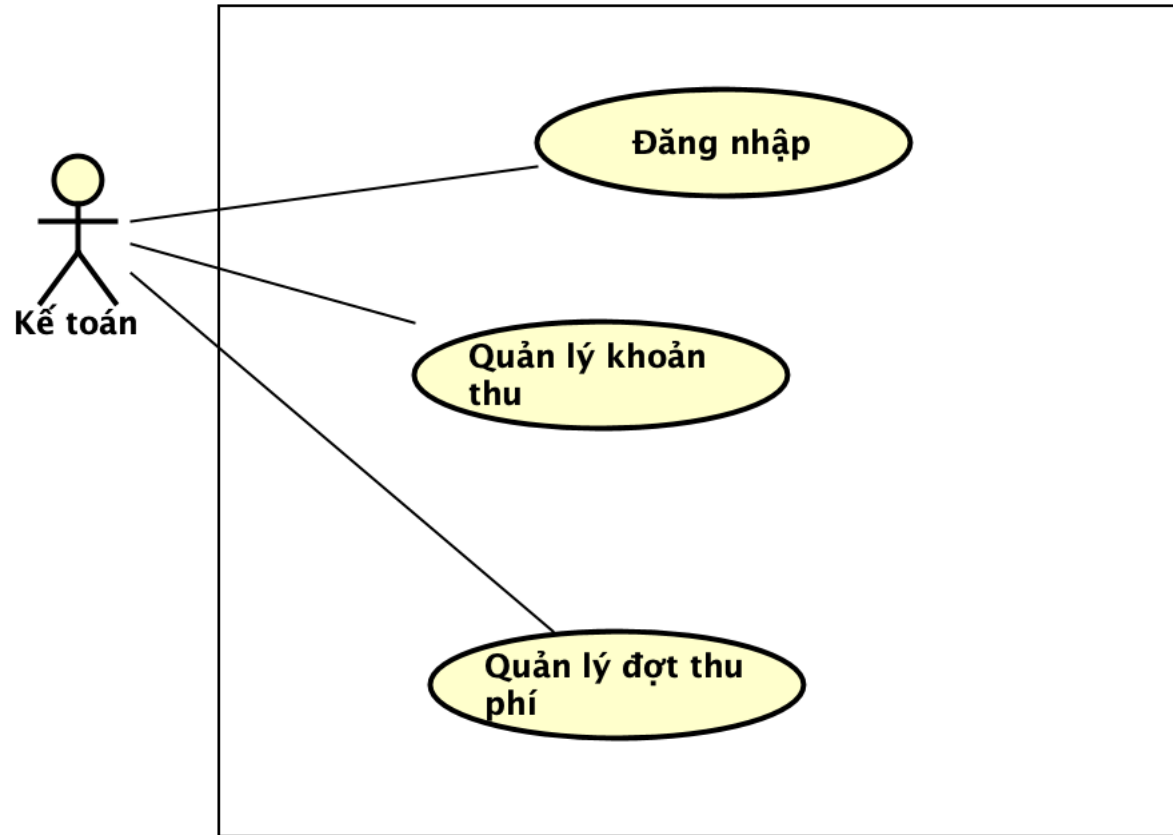 Đăng nhập
Kế toán
Quản lý khoản
thu
Quản lý đợt thu
phí